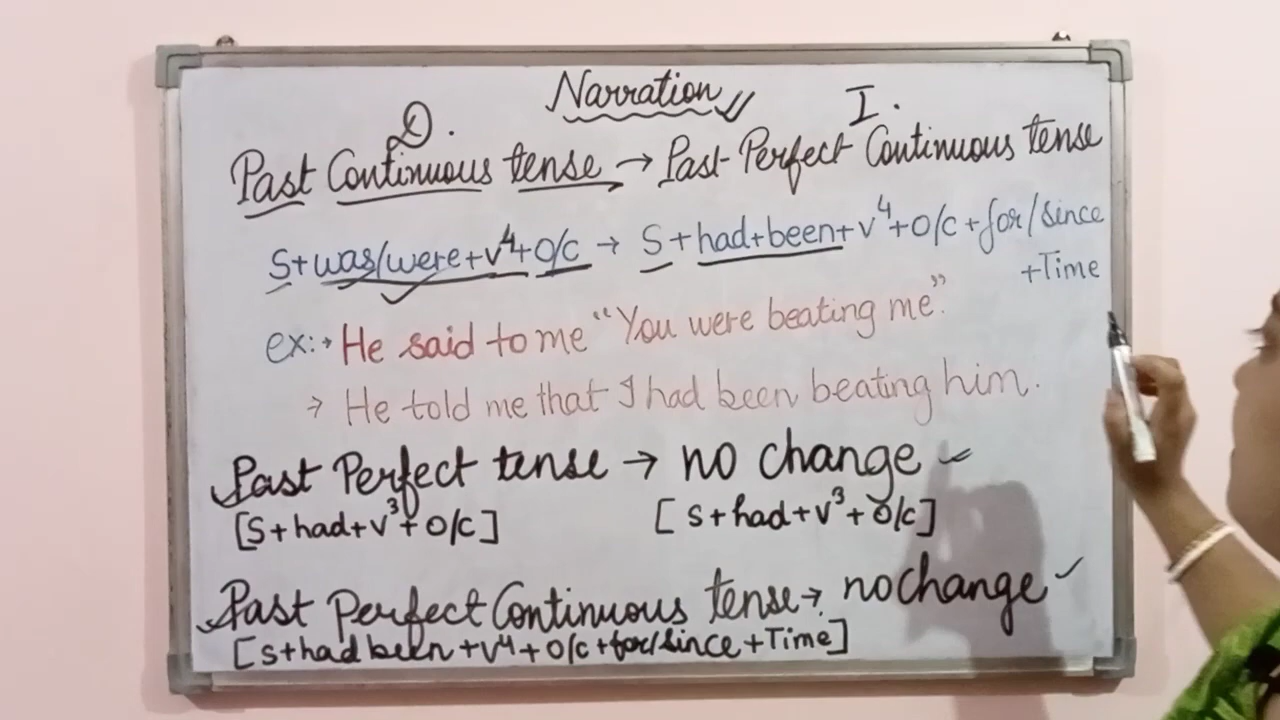 Narration
D. I.
Past Continuous tense → Past Perfect Continuous tense
S+was/were+v⁴+O/c → S+had+been+v⁴+O/c+for/since
+Time
ex:→ He said to me "You were beating me".
→ He told me that I had been beating him.
Past Perfect tense → no change
[S+had+v³+O/c] [S+had+v³+O/c]
Past Perfect Continuous tense → no change
[S+had been+v⁴+O/c+for/since+Time]